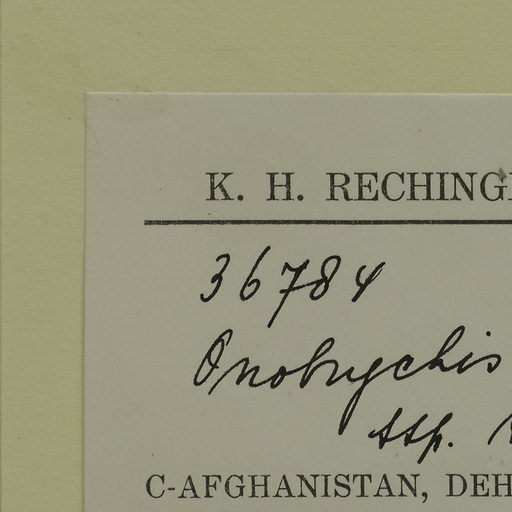 K. H. RECHING
36784
Onobrychis
ssp.
C-AFGHANISTAN, DEH